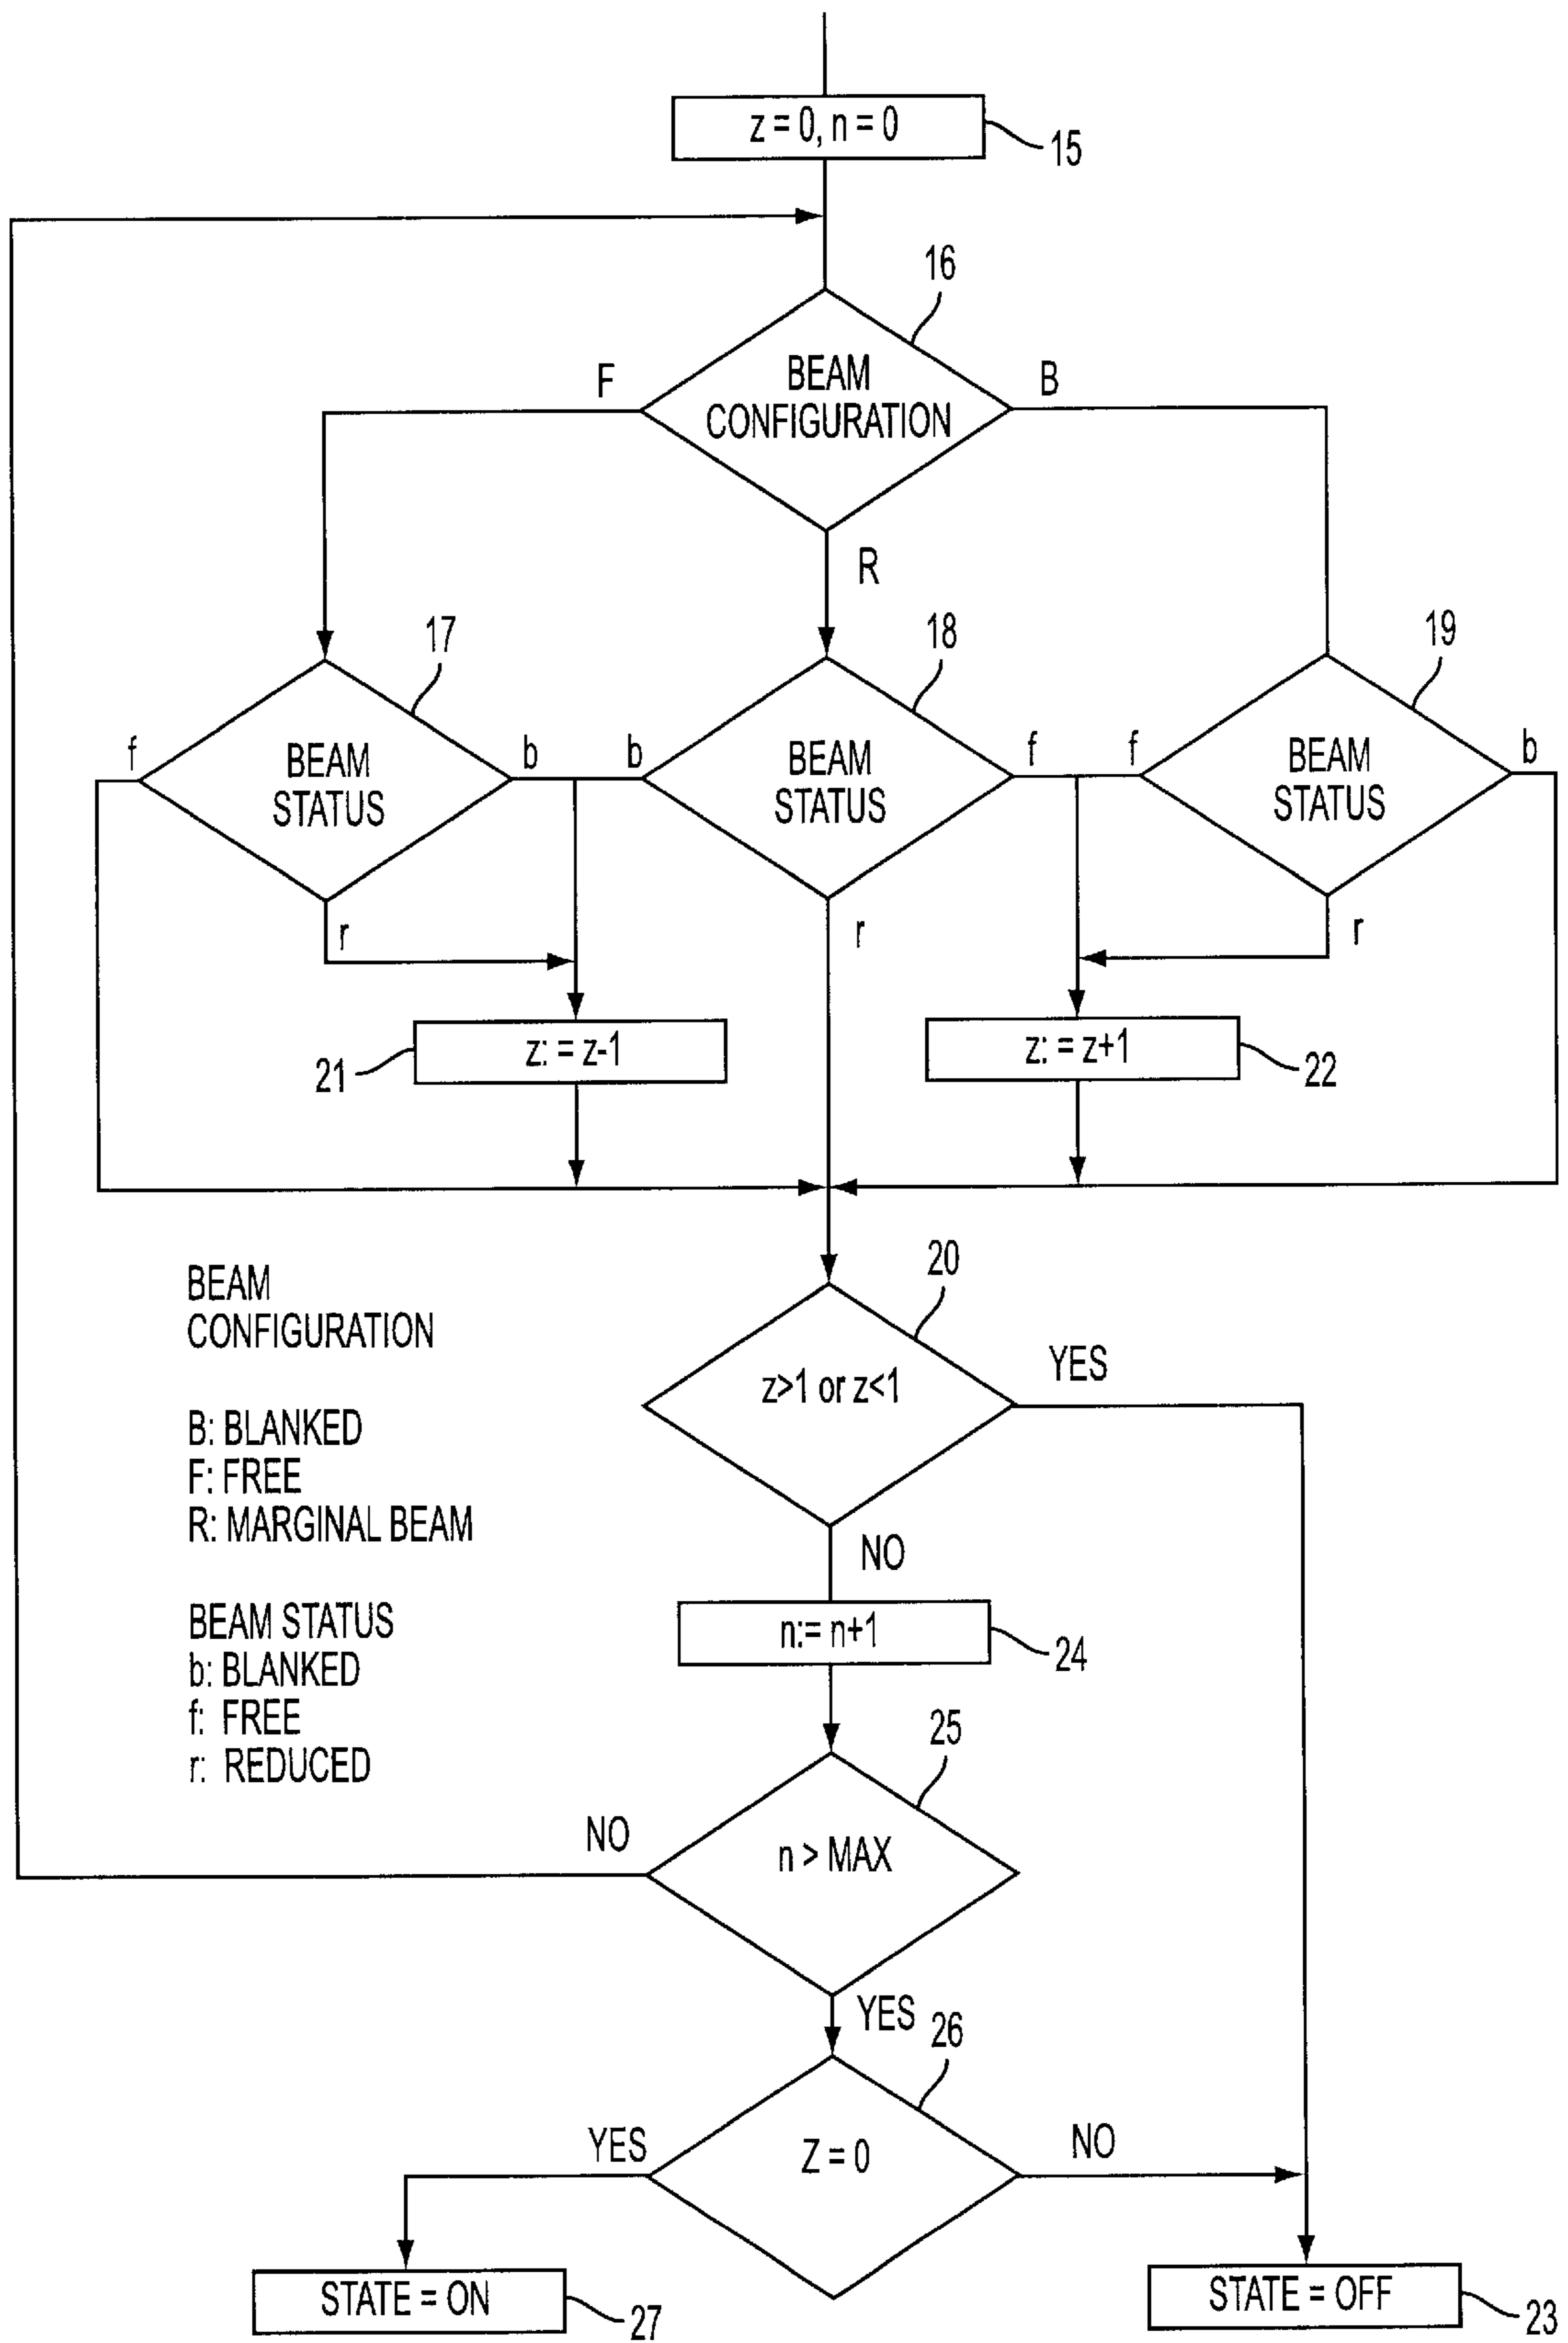 z = 0, n = 0
15
16
BEAM
CONFIGURATION
F
B
R
17
18
19
f
BEAM
STATUS
b
b
BEAM
STATUS
f
f
BEAM
STATUS
b
r
r
r
z: = z-1
21
z: = z+1
22
20
z>1 or z<1
YES
NO
BEAM
CONFIGURATION
B: BLANKED
F: FREE
R: MARGINAL BEAM
BEAM STATUS
b: BLANKED
f: FREE
r: REDUCED
n:= n+1
24
25
n > MAX
NO
YES
26
Z = 0
YES
NO
STATE = ON
27
STATE = OFF
23